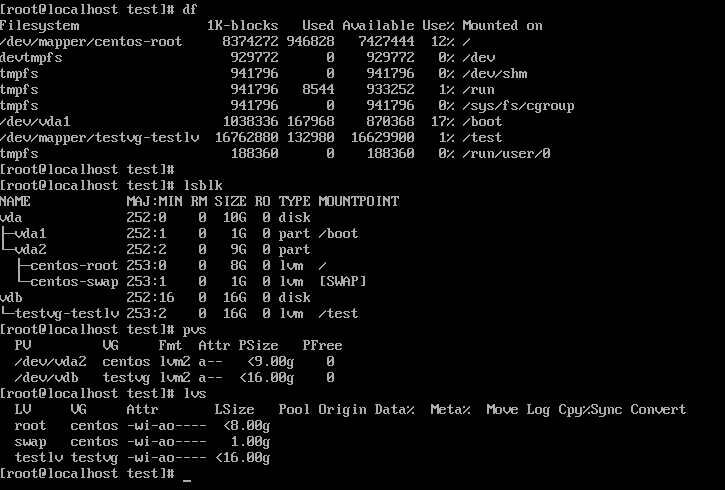 [root@localhost test]# df
Filesystem 1K-blocks Used Available Use% Mounted on
/dev/mapper/centos-root 8374272 946828 7427444 12% /
devtmpfs 929772 0 929772 0% /dev
tmpfs 941796 0 941796 0% /dev/shm
tmpfs 941796 8544 933252 1% /run
tmpfs 941796 0 941796 0% /sys/fs/cgroup
/dev/vda1 1038336 167968 870368 17% /boot
/dev/mapper/testvg-testlv 16762880 132980 16629900 1% /test
tmpfs 188360 0 188360 0% /run/user/0
[root@localhost test]#
[root@localhost test]# lsblk
NAME MAJ:MIN RM SIZE RO TYPE MOUNTPOINT
vda 252:0 0 10G 0 disk
├─vda1 252:1 0 1G 0 part /boot
└─vda2 252:2 0 9G 0 part
├─centos-root 253:0 0 8G 0 lvm /
└─centos-swap 253:1 0 1G 0 lvm [SWAP]
vdb 252:16 0 16G 0 disk
└─testvg-testlv 253:2 0 16G 0 lvm /test
[root@localhost test]# pvs
PV VG Fmt Attr PSize PFree
/dev/vda2 centos lvm2 a-- <9.00g 0
/dev/vdb testvg lvm2 a-- <16.00g 0
[root@localhost test]# lvs
LV VG Attr LSize Pool Origin Data% Meta% Move Log Cpy%Sync Convert
root centos -wi-ao---- <8.00g
swap centos -wi-ao---- 1.00g
testlv testvg -wi-ao---- <16.00g
[root@localhost test]# _